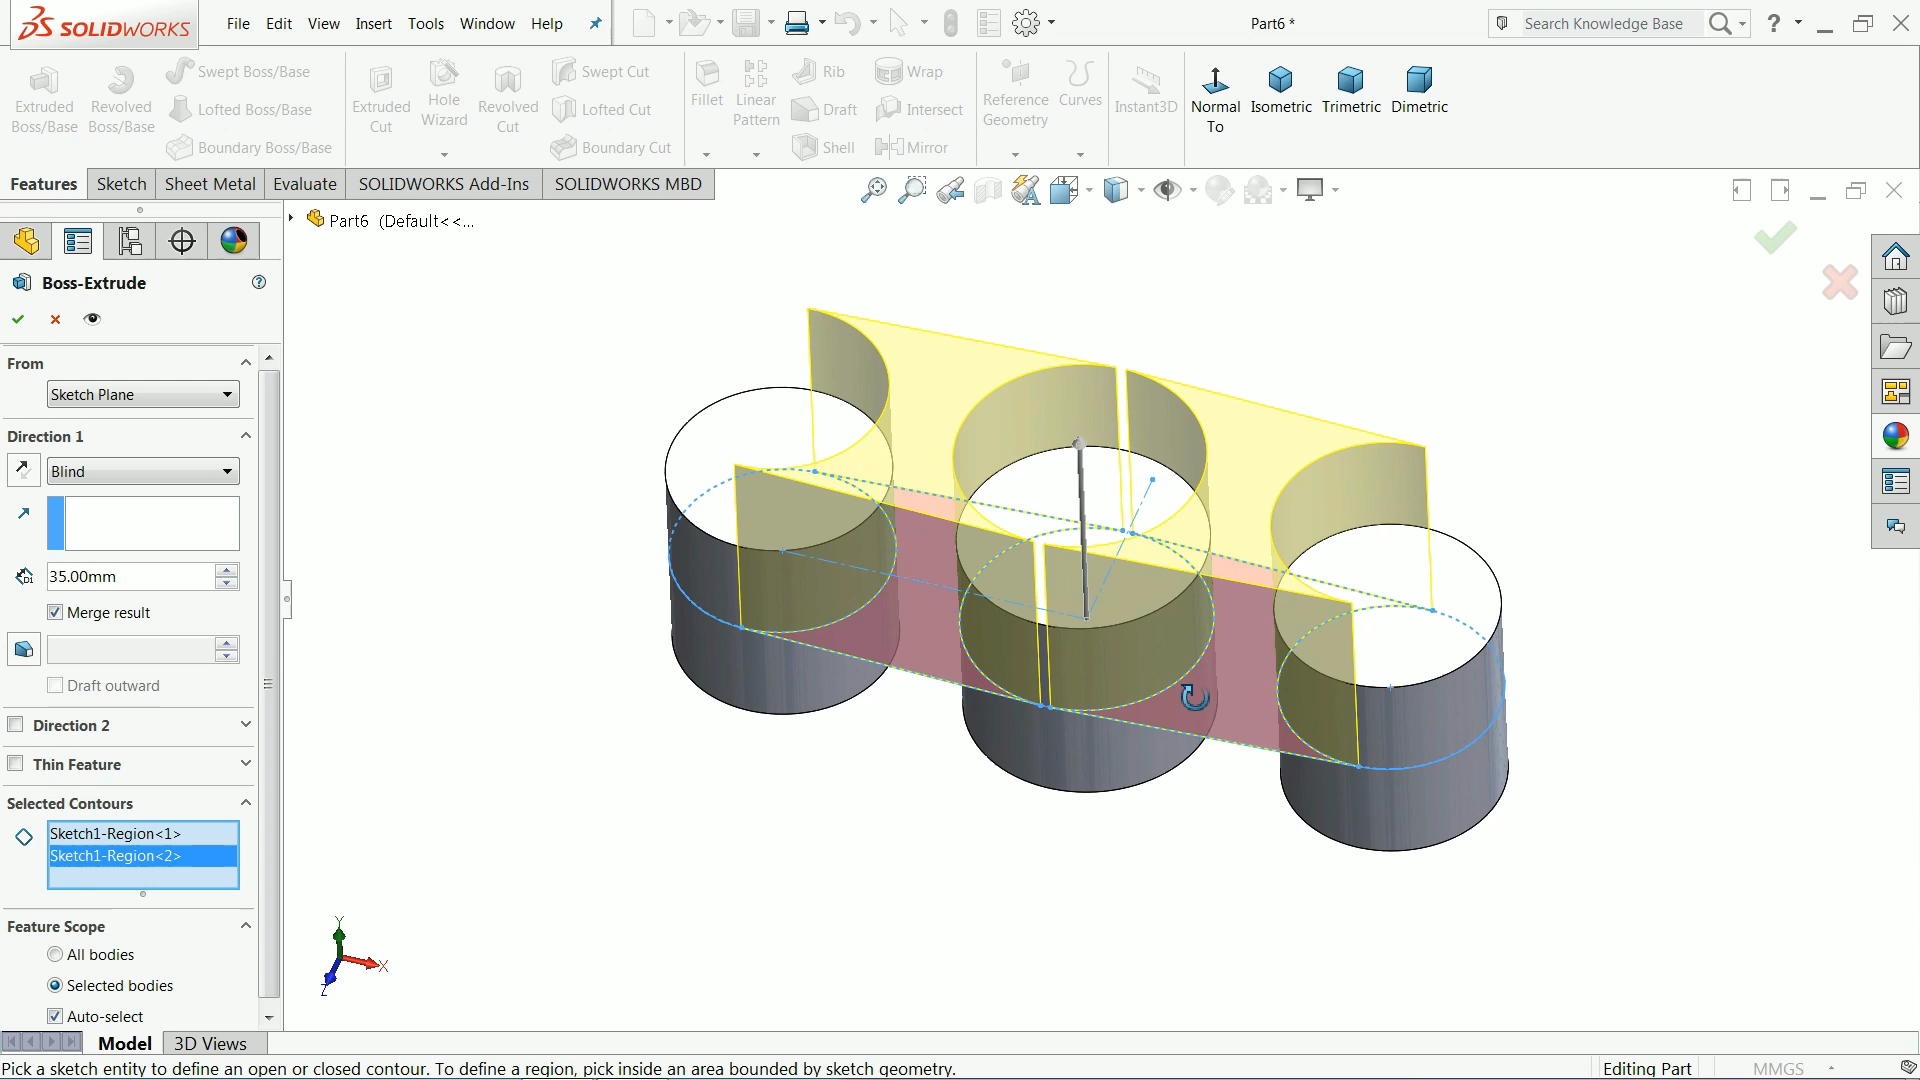 SOLIDWORKS
File Edit View Insert Tools Window Help
Part6 *
Search Knowledge Base
?
Extruded Boss/Base
Revolved Boss/Base
Swept Boss/Base
Lofted Boss/Base
Boundary Boss/Base
Extruded Cut
Hole Wizard
Revolved Cut
Swept Cut
Lofted Cut
Boundary Cut
Fillet
Linear Pattern
Rib
Draft
Shell
Wrap
Intersect
Mirror
Reference Geometry
Curves
Instant3D
Normal To
Isometric
Trimetric
Dimetric
Features Sketch Sheet Metal Evaluate SOLIDWORKS Add-Ins SOLIDWORKS MBD
Part6 (Default<<...
Boss-Extrude
?
From
Sketch Plane
Direction 1
Blind
D1
35.00mm
Merge result
Draft outward
Direction 2
Thin Feature
Selected Contours
Sketch1-Region<1>
Sketch1-Region<2>
Feature Scope
All bodies
Selected bodies
Auto-select
Y
X
Z
Model 3D Views
Pick a sketch entity to define an open or closed contour. To define a region, pick inside an area bounded by sketch geometry.
Editing Part
MMGS